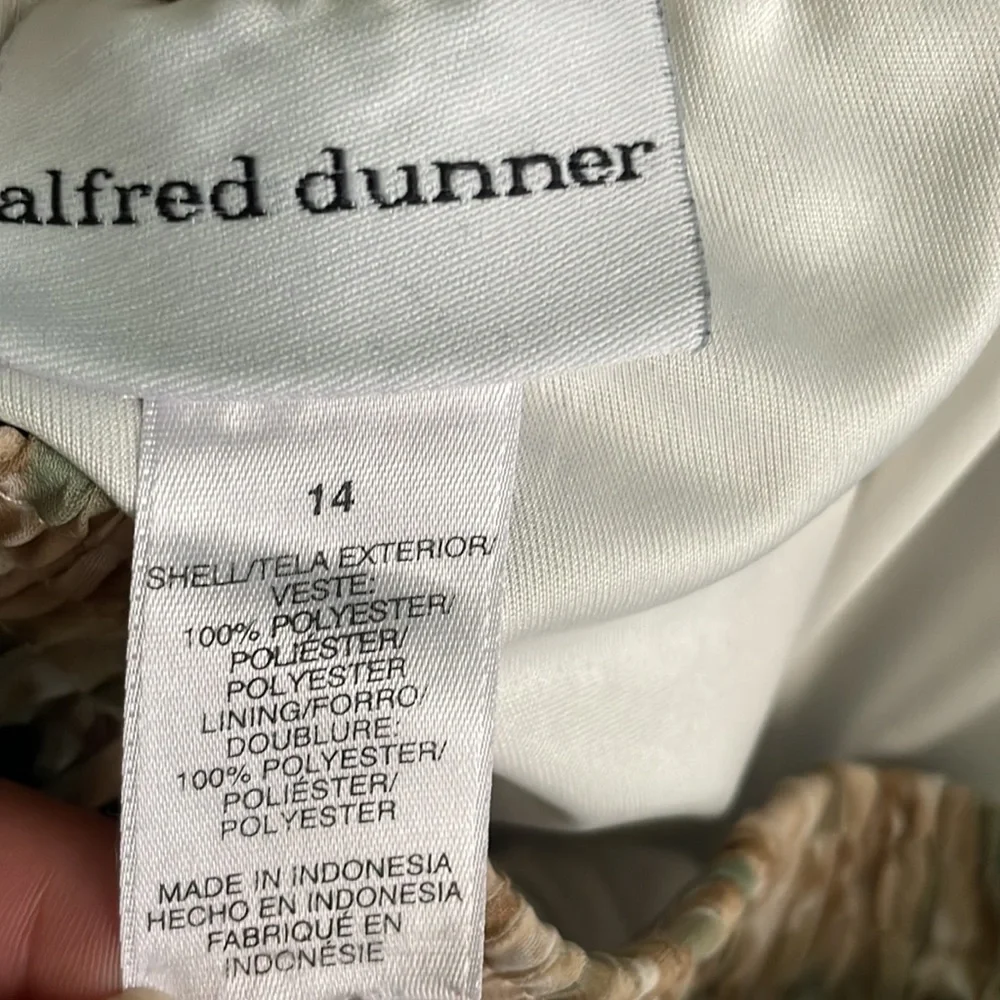 alfred dunner
14
SHELL/TELA EXTERIOR/
VESTE:
100% POLYESTER/
POLIÉSTER/
POLYESTER
LINING/FORRO/
DOUBLURE:
100% POLYESTER/
POLIÉSTER/
POLYESTER
MADE IN INDONESIA
HECHO EN INDONESIA
FABRIQUÉ EN
INDONÉSIE